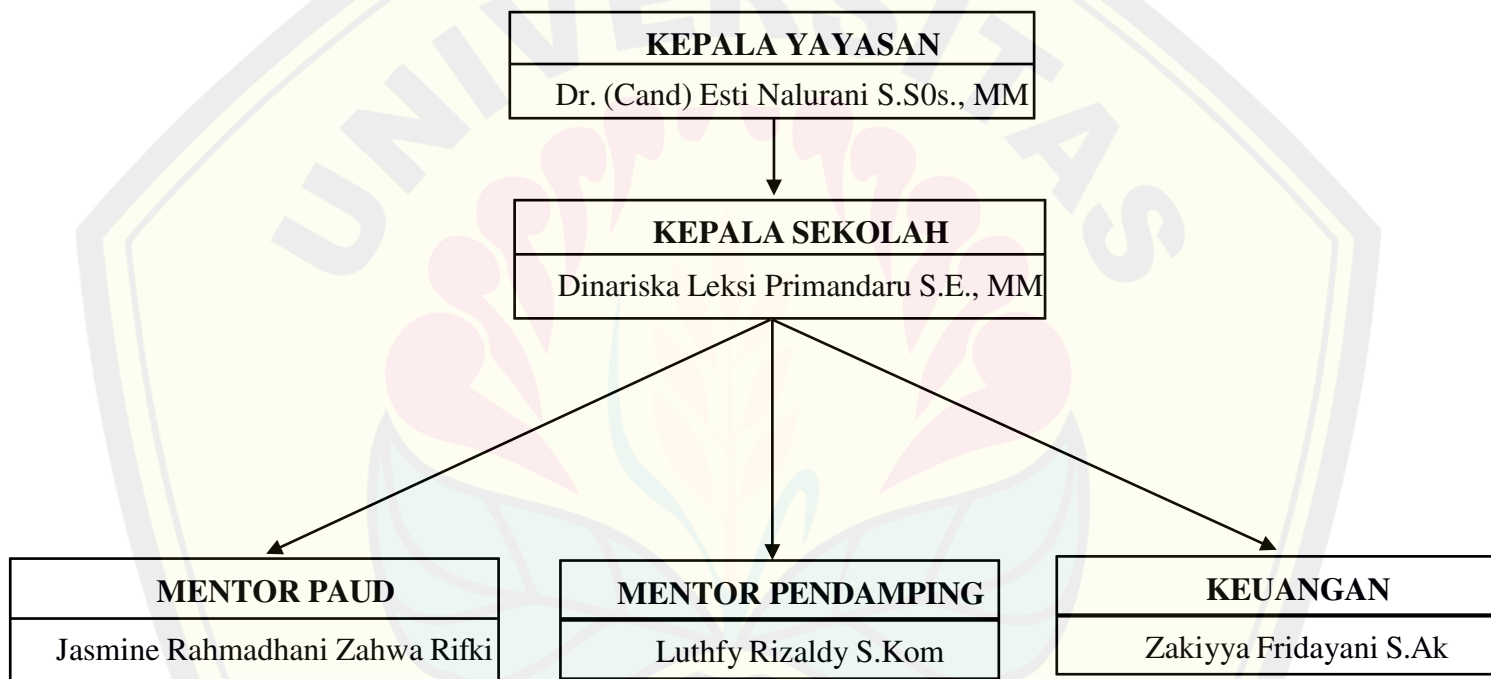 UNIVERSITAS
KEPALA YAYASAN
Dr. (Cand) Esti Nalurani S.S0s., MM
KEPALA SEKOLAH
Dinariska Leksi Primandaru S.E., MM
MENTOR PAUD
Jasmine Rahmadhani Zahwa Rifki
MENTOR PENDAMPING
Luthfy Rizaldy S.Kom
KEUANGAN
Zakiyya Fridayani S.Ak